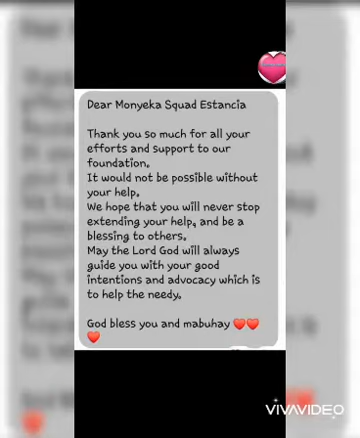 Dear Monyeka Squad Estancia
Thank you so much for all your
efforts and support to our
foundation.
It would not be possible without
your help.
We hope that you will never stop
extending your help, and be a
blessing to others.
May the Lord God will always
guide you with your good
intentions and advocacy which is
to help the needy.
God bless you and mabuhay ❤️❤️
❤️
VIVAVIDEO